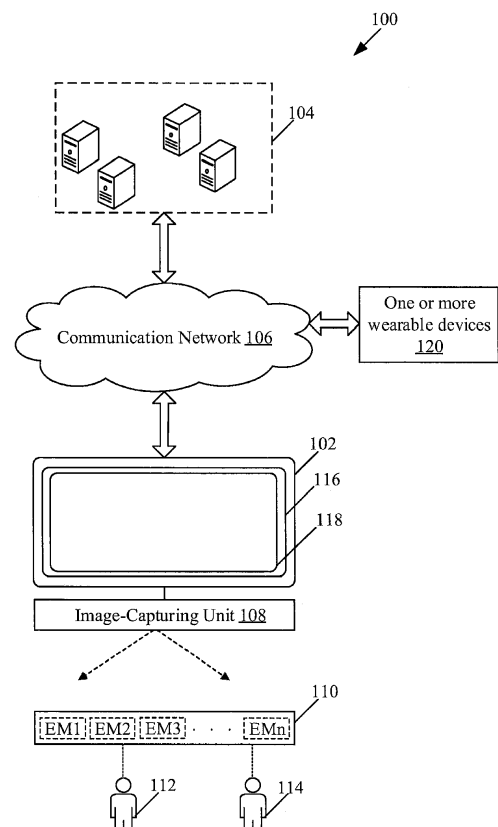 100
104
Communication Network 106
One or more
wearable devices
120
102
116
118
Image-Capturing Unit 108
110
EM1 EM2 EM3 · · · · EMn
112
114